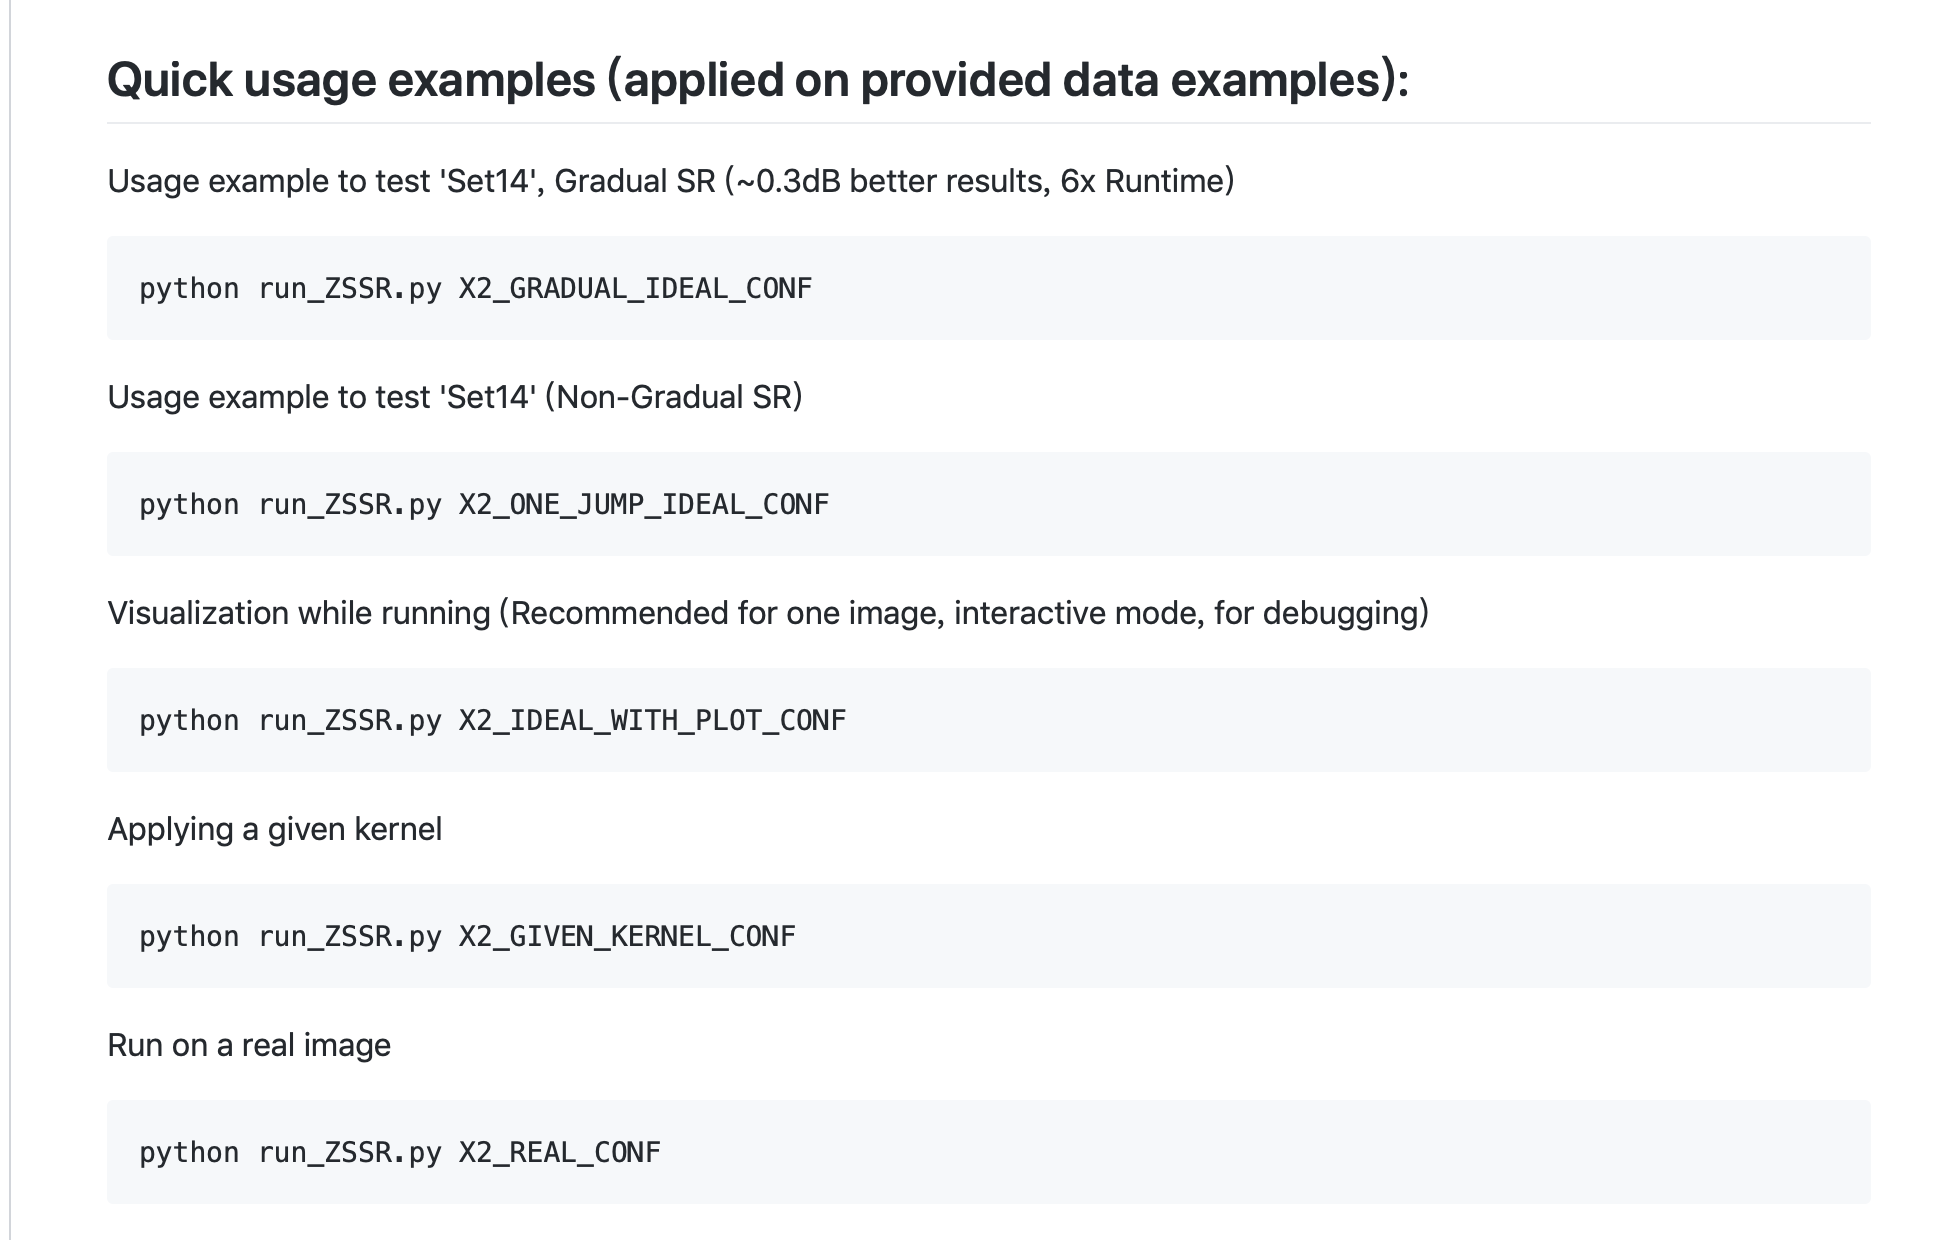 Quick usage examples (applied on provided data examples):
Usage example to test 'Set14', Gradual SR (~0.3dB better results, 6x Runtime)
python run_ZSSR.py X2_GRADUAL_IDEAL_CONF
Usage example to test 'Set14' (Non-Gradual SR)
python run_ZSSR.py X2_ONE_JUMP_IDEAL_CONF
Visualization while running (Recommended for one image, interactive mode, for debugging)
python run_ZSSR.py X2_IDEAL_WITH_PLOT_CONF
Applying a given kernel
python run_ZSSR.py X2_GIVEN_KERNEL_CONF
Run on a real image
python run_ZSSR.py X2_REAL_CONF